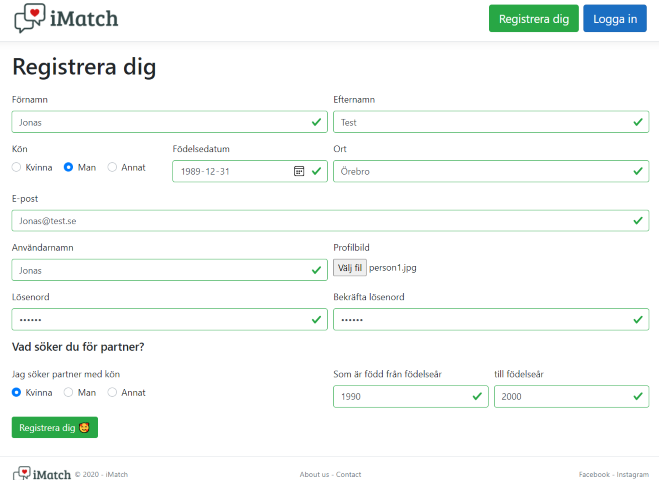 iMatch
Registrera dig
Logga in
Registrera dig
Förnamn
Efternamn
Jonas
Test
Kön
Födelsedatum
Ort
Kvinna
Man
Annat
1989-12-31
Örebro
E-post
Jonas@test.se
Användarnamn
Profilbild
Jonas
Välj fil person1.jpg
Lösenord
Bekräfta lösenord
••••••
••••••
Vad söker du för partner?
Jag söker partner med kön
Som är född från födelseår
till födelseår
Kvinna
Man
Annat
1990
2000
Registrera dig
iMatch © 2020 - iMatch
About us - Contact
Facebook - Instagram